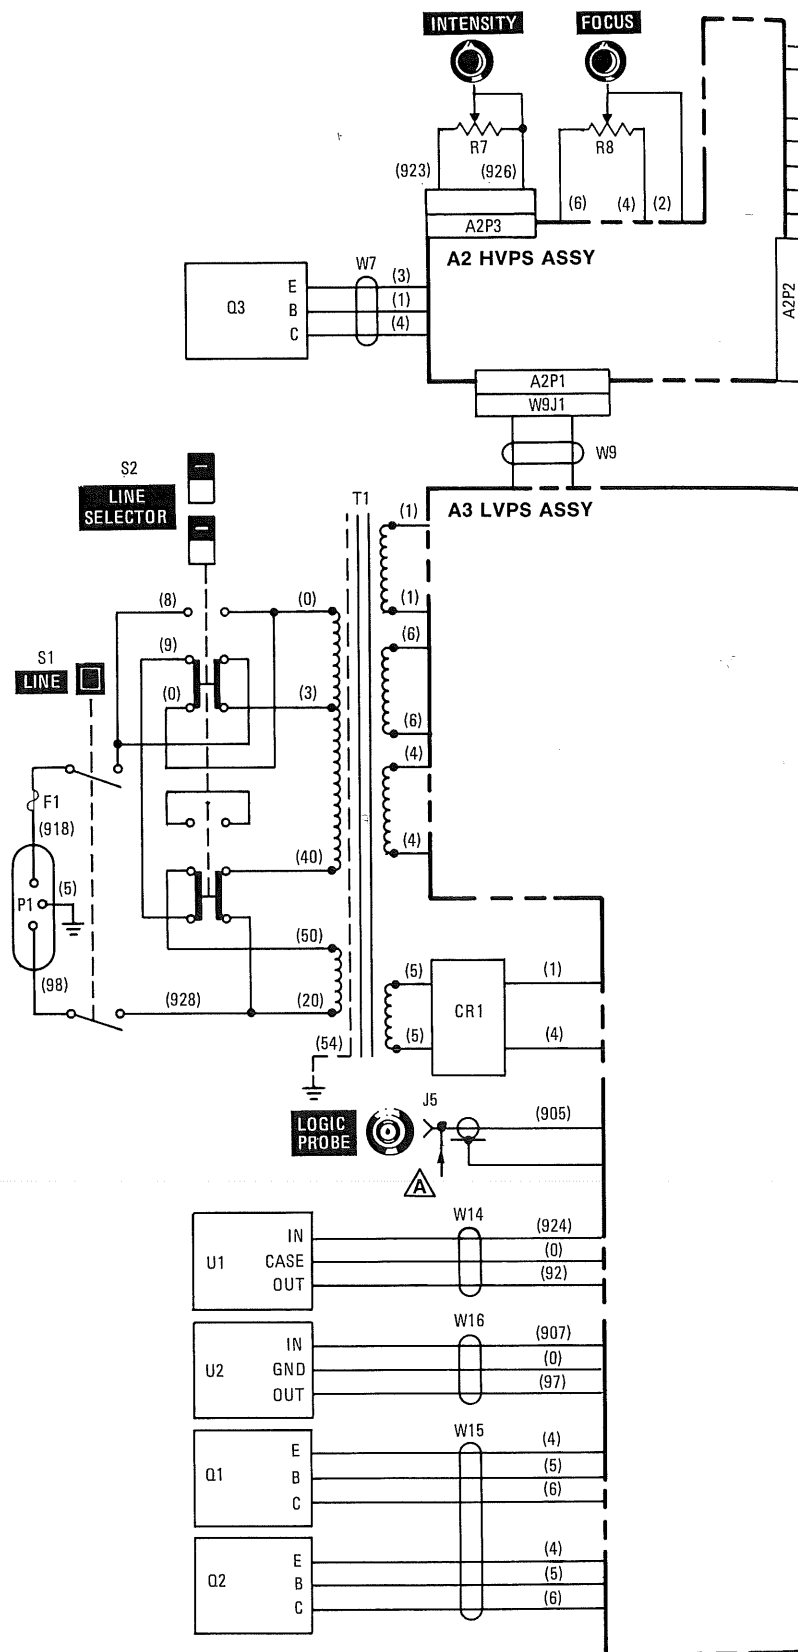 INTENSITY
FOCUS
R7
R8
(923)
(926)
(6)
(4)
(2)
A2P3
A2 HVPS ASSY
A2P2
W7
Q3
E
B
C
(3)
(1)
(4)
A2P1
W9J1
W9
S2
LINE
SELECTOR
T1
A3 LVPS ASSY
(1)
(1)
(8)
(0)
(9)
(6)
S1
LINE
(0)
(3)
(6)
(4)
F1
(918)
(40)
(4)
P1
(5)
(50)
(98)
(928)
(20)
(5)
(5)
CR1
(1)
(4)
(54)
LOGIC
PROBE
J5
(905)
A
U1
IN
CASE
OUT
W14
(924)
(0)
(92)
U2
IN
GND
OUT
W16
(907)
(0)
(97)
Q1
E
B
C
W15
(4)
(5)
(6)
Q2
E
B
C
(4)
(5)
(6)